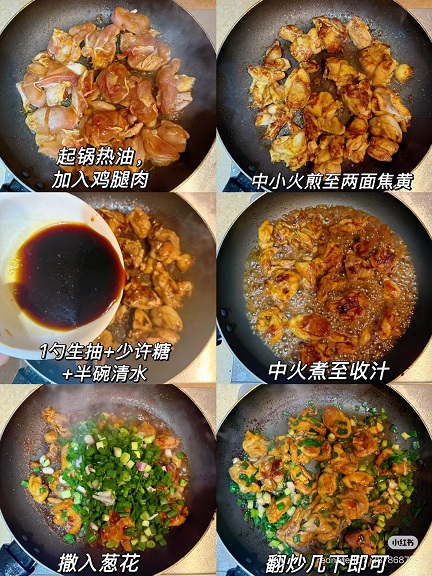 起锅热油，
加入鸡腿肉
中小火煎至两面焦黄
1勺生抽+少许糖
+半碗清水
中火煮至收汁
撒入葱花
翻炒几下即可
小红书